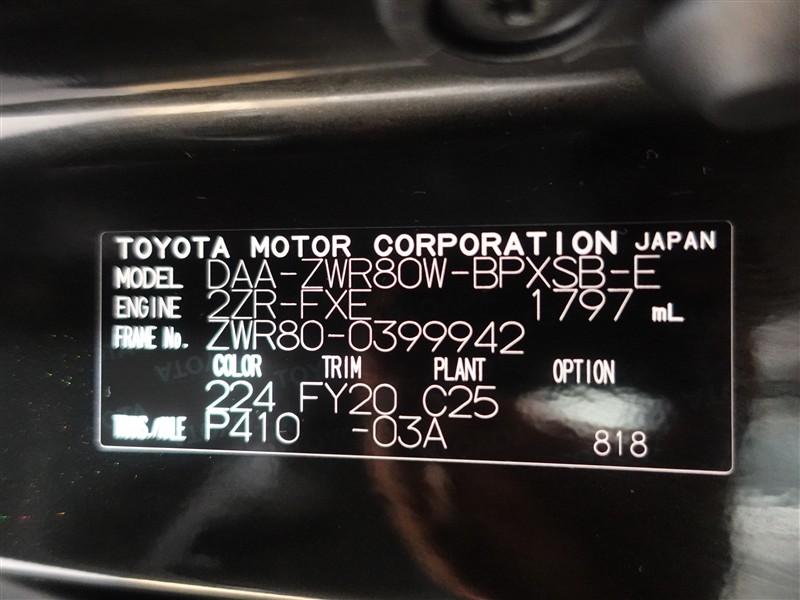 TOYOTA MOTOR CORPORATION JAPAN
MODEL DAA-ZWR80W-BPXSB-E
ENGINE 2ZR-FXE 1797 mL
FRAME No. ZWR80-0399942
COLOR TRIM PLANT OPTION
224 FY20 C25
TRANS./AXLE P410 -03A 818